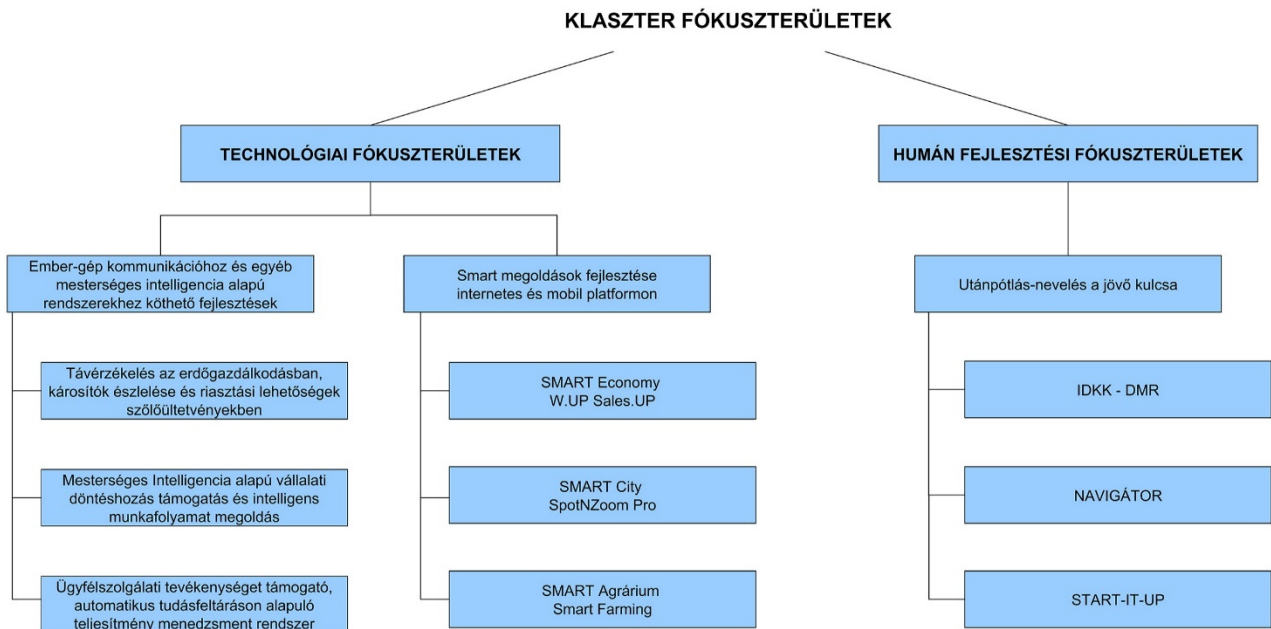 KLASZTER FÓKUSZTERÜLETEK
TECHNOLÓGIAI FÓKUSZTERÜLETEK
HUMÁN FEJLESZTÉSI FÓKUSZTERÜLETEK
Ember-gép kommunikációhoz és egyéb
mesterséges intelligencia alapú
rendszerekhez köthető fejlesztések
Smart megoldások fejlesztése
internetes és mobil platformon
Utánpótlás-nevelés a jövő kulcsa
Távérzékelés az erdőgazdálkodásban,
károsítók észlelése és riasztási lehetőségek
szőlőültetvényekben
SMART Economy
W.UP Sales.UP
IDKK - DMR
Mesterséges Intelligencia alapú vállalati
döntéshozás támogatás és intelligens
munkafolyamat megoldás
SMART City
SpotNZoom Pro
NAVIGÁTOR
Ügyfélszolgálati tevékenységet támogató,
automatikus tudásfeltáráson alapuló
teljesítmény menedzsment rendszer
SMART Agrárium
Smart Farming
START-IT-UP